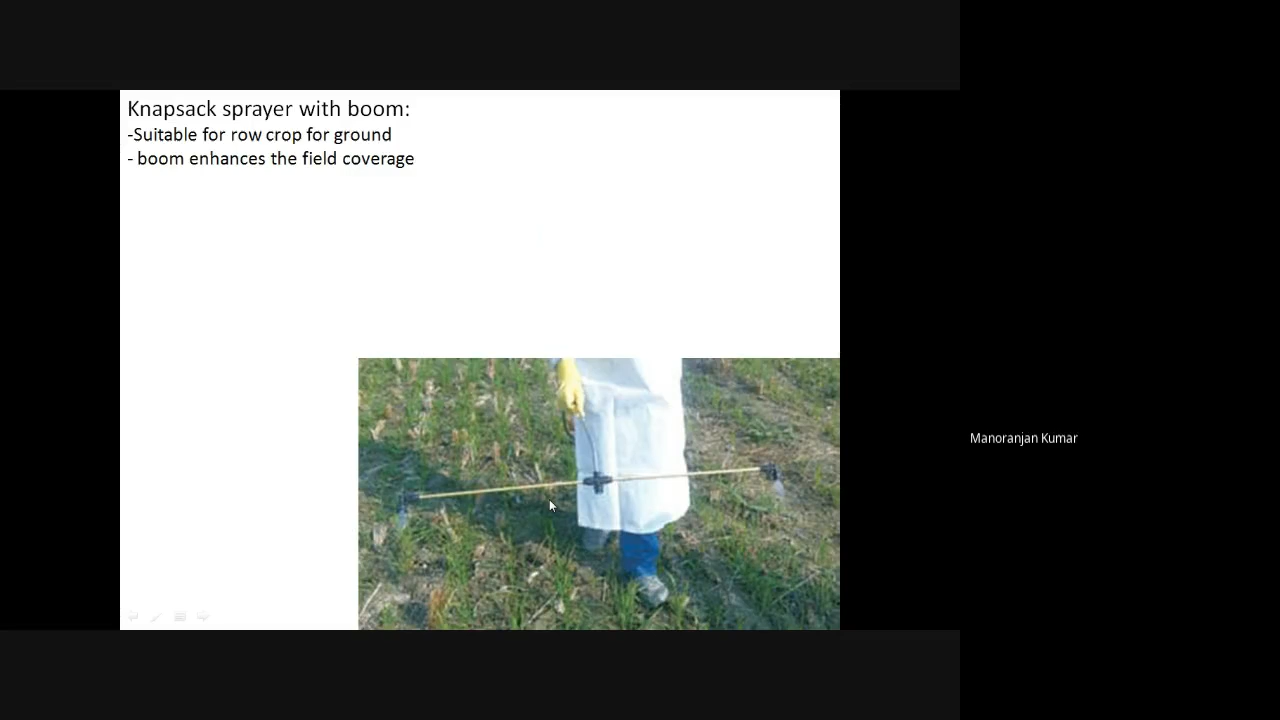 Knapsack sprayer with boom:
-Suitable for row crop for ground
- boom enhances the field coverage
Manoranjan Kumar